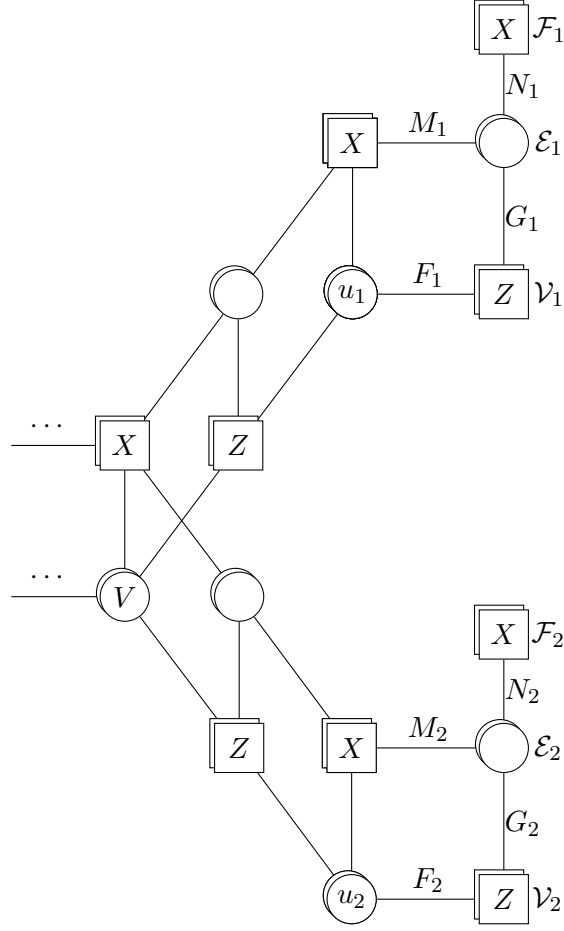 X 𝓕₁
N₁
X M₁ 𝓔₁
G₁
u₁ F₁ Z 𝓥₁
⋯ X Z
⋯ V
X 𝓕₂
N₂
Z X M₂ 𝓔₂
G₂
u₂ F₂ Z 𝓥₂